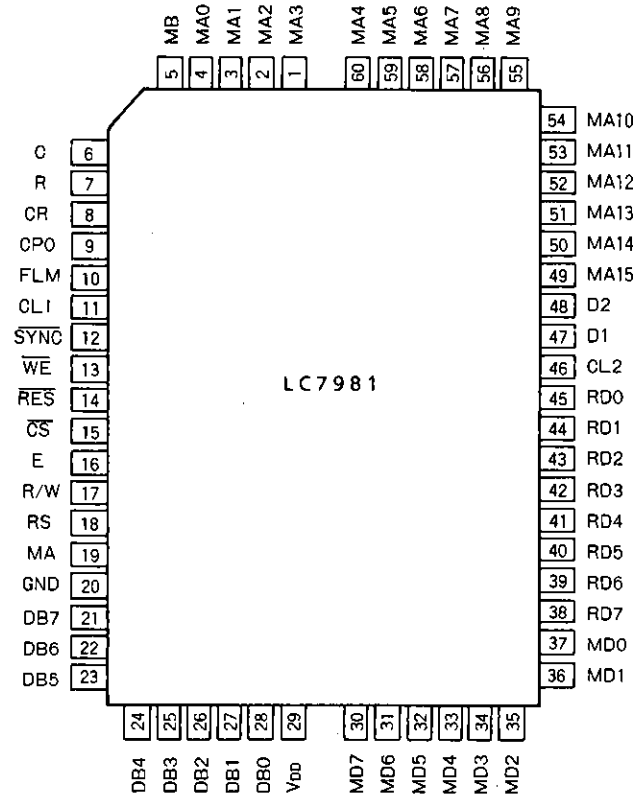 MB MA0 MA1 MA2 MA3 MA4 MA5 MA6 MA7 MA8 MA9
5 4 3 2 1 60 59 58 57 56 55
54 MA10
C 6 53 MA11
R 7 52 MA12
CR 8 51 MA13
CPO 9 50 MA14
FLM 10 49 MA15
CL1 11 48 D2
SYNC 12 47 D1
WE 13 46 CL2
LC7981
RES 14 45 RD0
CS 15 44 RD1
E 16 43 RD2
R/W 17 42 RD3
RS 18 41 RD4
MA 19 40 RD5
GND 20 39 RD6
DB7 21 38 RD7
DB6 22 37 MD0
DB5 23 36 MD1
24 25 26 27 28 29 30 31 32 33 34 35
DB4 DB3 DB2 DB1 DB0 VDD MD7 MD6 MD5 MD4 MD3 MD2